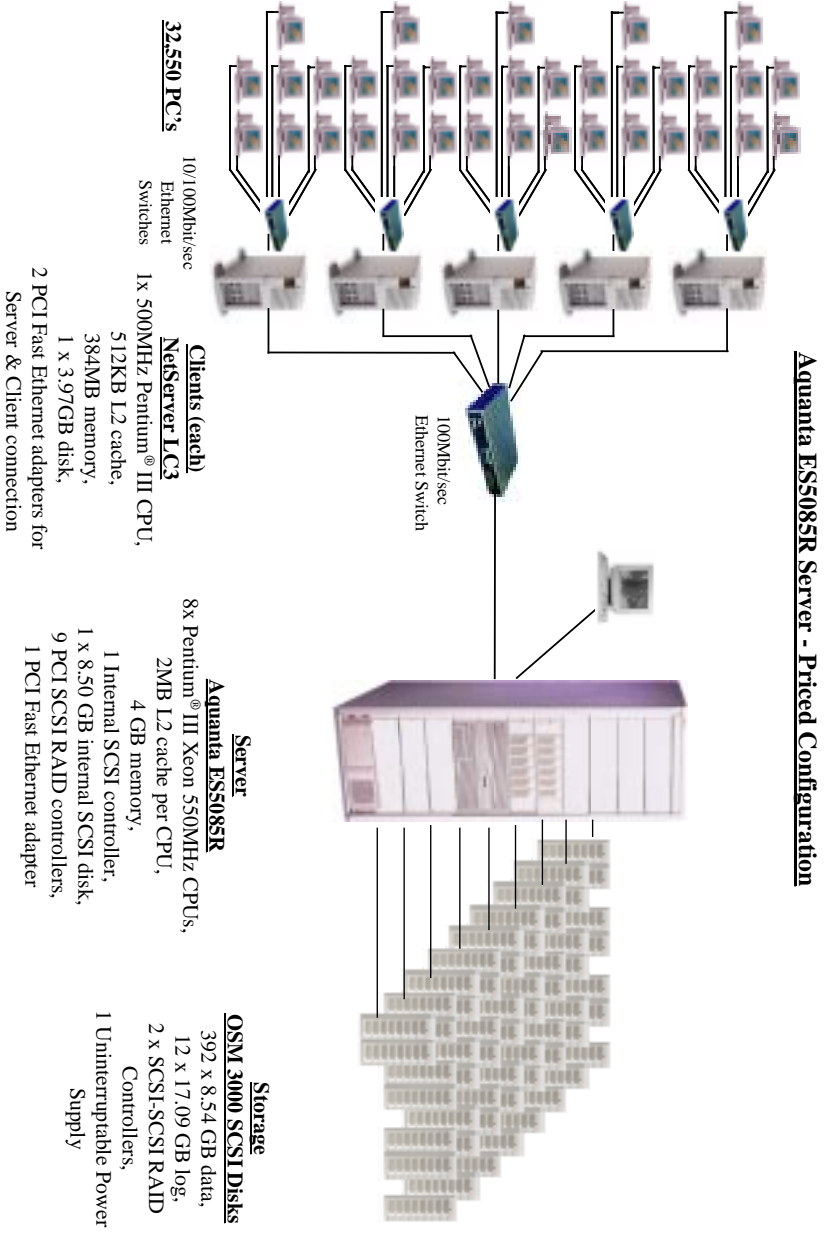 Aquanta ES5085R Server - Priced Configuration
32,550 PC's
10/100Mbit/sec
Ethernet
Switches
Clients (each)
NetServer LC3
1x 500MHz Pentium® III CPU,
512KB L2 cache,
384MB memory,
1 x 3.97GB disk,
2 PCI Fast Ethernet adapters for
Server & Client connection
100Mbit/sec
Ethernet Switch
Server
Aquanta ES5085R
8x Pentium® III Xeon 550MHz CPUs,
2MB L2 cache per CPU,
4 GB memory,
1 Internal SCSI controller,
1 x 8.50 GB internal SCSI disk,
9 PCI SCSI RAID controllers,
1 PCI Fast Ethernet adapter
Storage
OSM 3000 SCSI Disks
392 x 8.54 GB data,
12 x 17.09 GB log,
2 x SCSI-SCSI RAID
Controllers,
1 Uninterruptable Power
Supply